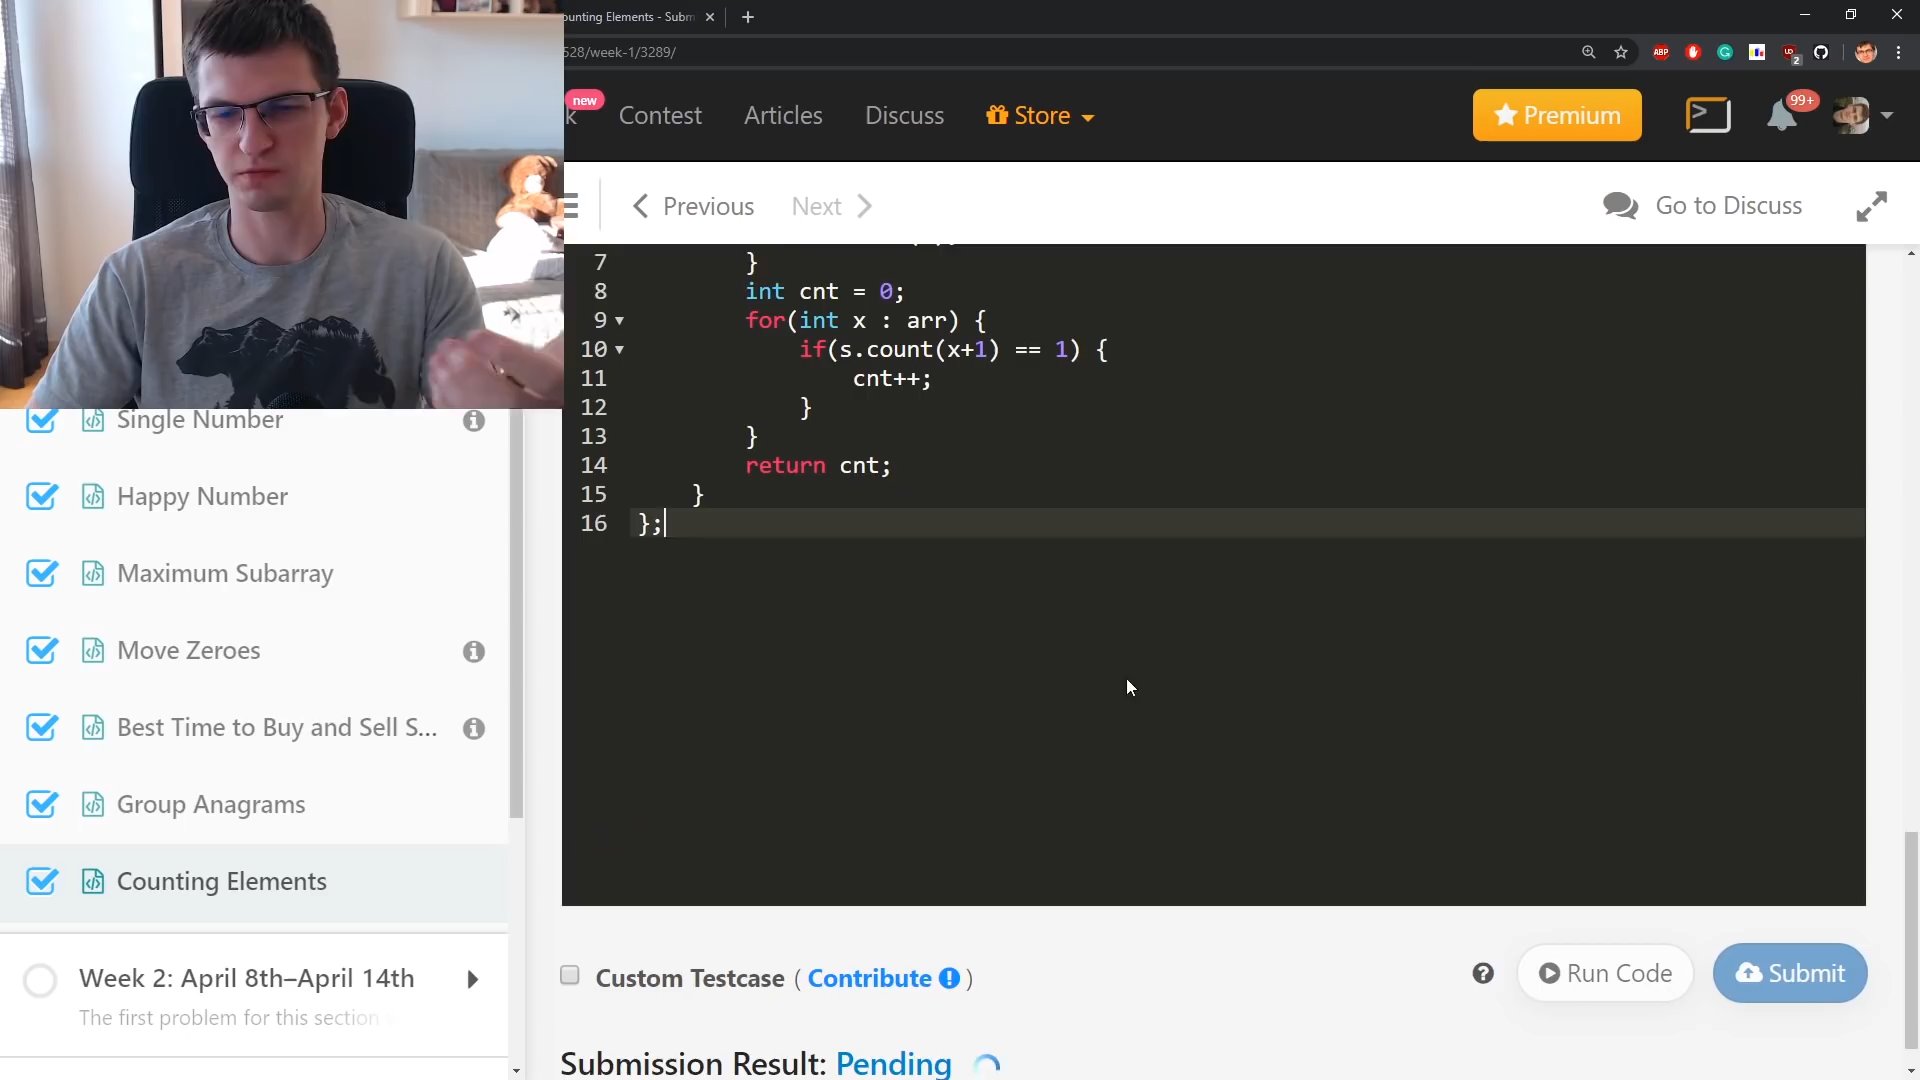 ounting Elements - Subm
528/week-1/3289/
ABP
2
new
k Contest Articles Discuss Store Premium 99+
Previous Next Go to Discuss
7 }
8 int cnt = 0;
9 for(int x : arr) {
10 if(s.count(x+1) == 1) {
11 cnt++;
12 }
13 }
14 return cnt;
15 }
16 };
Single Number
Happy Number
Maximum Subarray
Move Zeroes
Best Time to Buy and Sell S...
Group Anagrams
Counting Elements
Week 2: April 8th–April 14th
The first problem for this section
Custom Testcase ( Contribute )
Run Code Submit
Submission Result: Pending